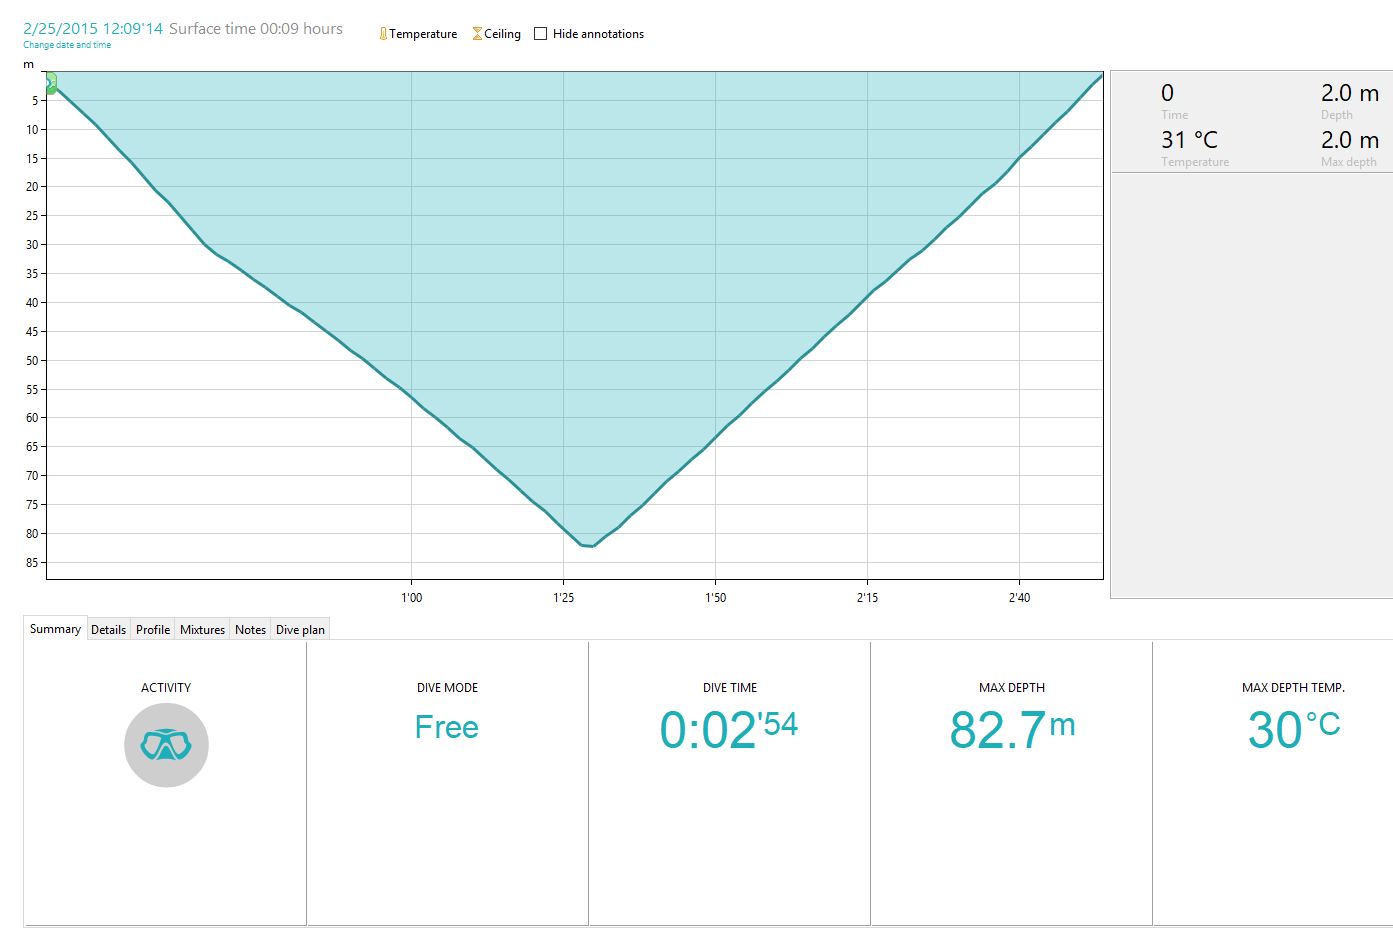 2/25/2015 12:09'14 Surface time 00:09 hours
Change date and time
Temperature Ceiling Hide annotations
m
5
10
15
20
25
30
35
40
45
50
55
60
65
70
75
80
85
1'00 1'25 1'50 2'15 2'40
0 2.0 m
Time Depth
31 °C 2.0 m
Temperature Max depth
Summary Details Profile Mixtures Notes Dive plan
ACTIVITY DIVE MODE DIVE TIME MAX DEPTH MAX DEPTH TEMP.
Free 0:02'54 82.7 m 30 °C